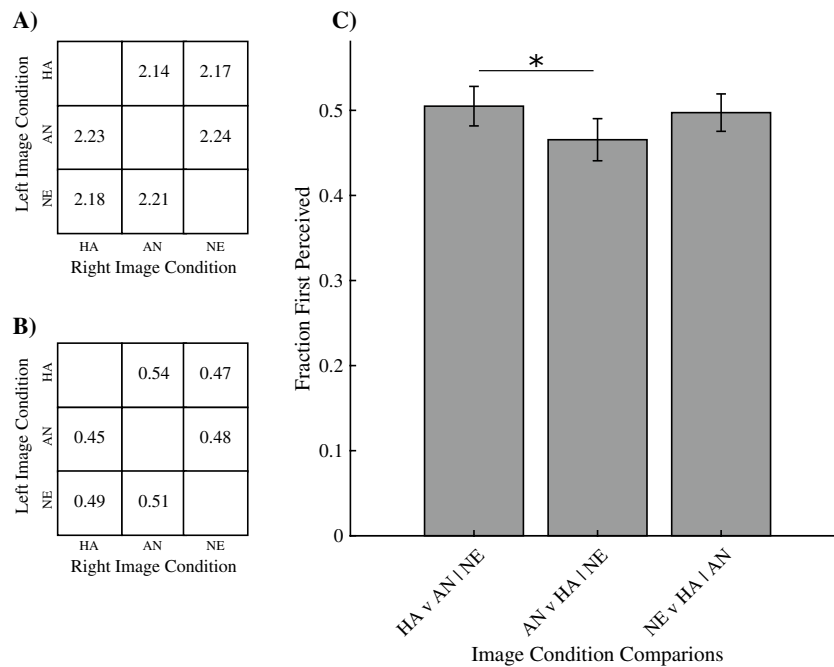 A)
Left Image Condition
HA
2.14 2.17
AN
2.23 2.24
NE
2.18 2.21
HA AN NE
Right Image Condition
B)
Left Image Condition
HA
0.54 0.47
AN
0.45 0.48
NE
0.49 0.51
HA AN NE
Right Image Condition
C)
Fraction First Perceived
0.5
0.4
0.3
0.2
0.1
0
*
HA v AN | NE
AN v HA | NE
NE v HA | AN
Image Condition Comparions